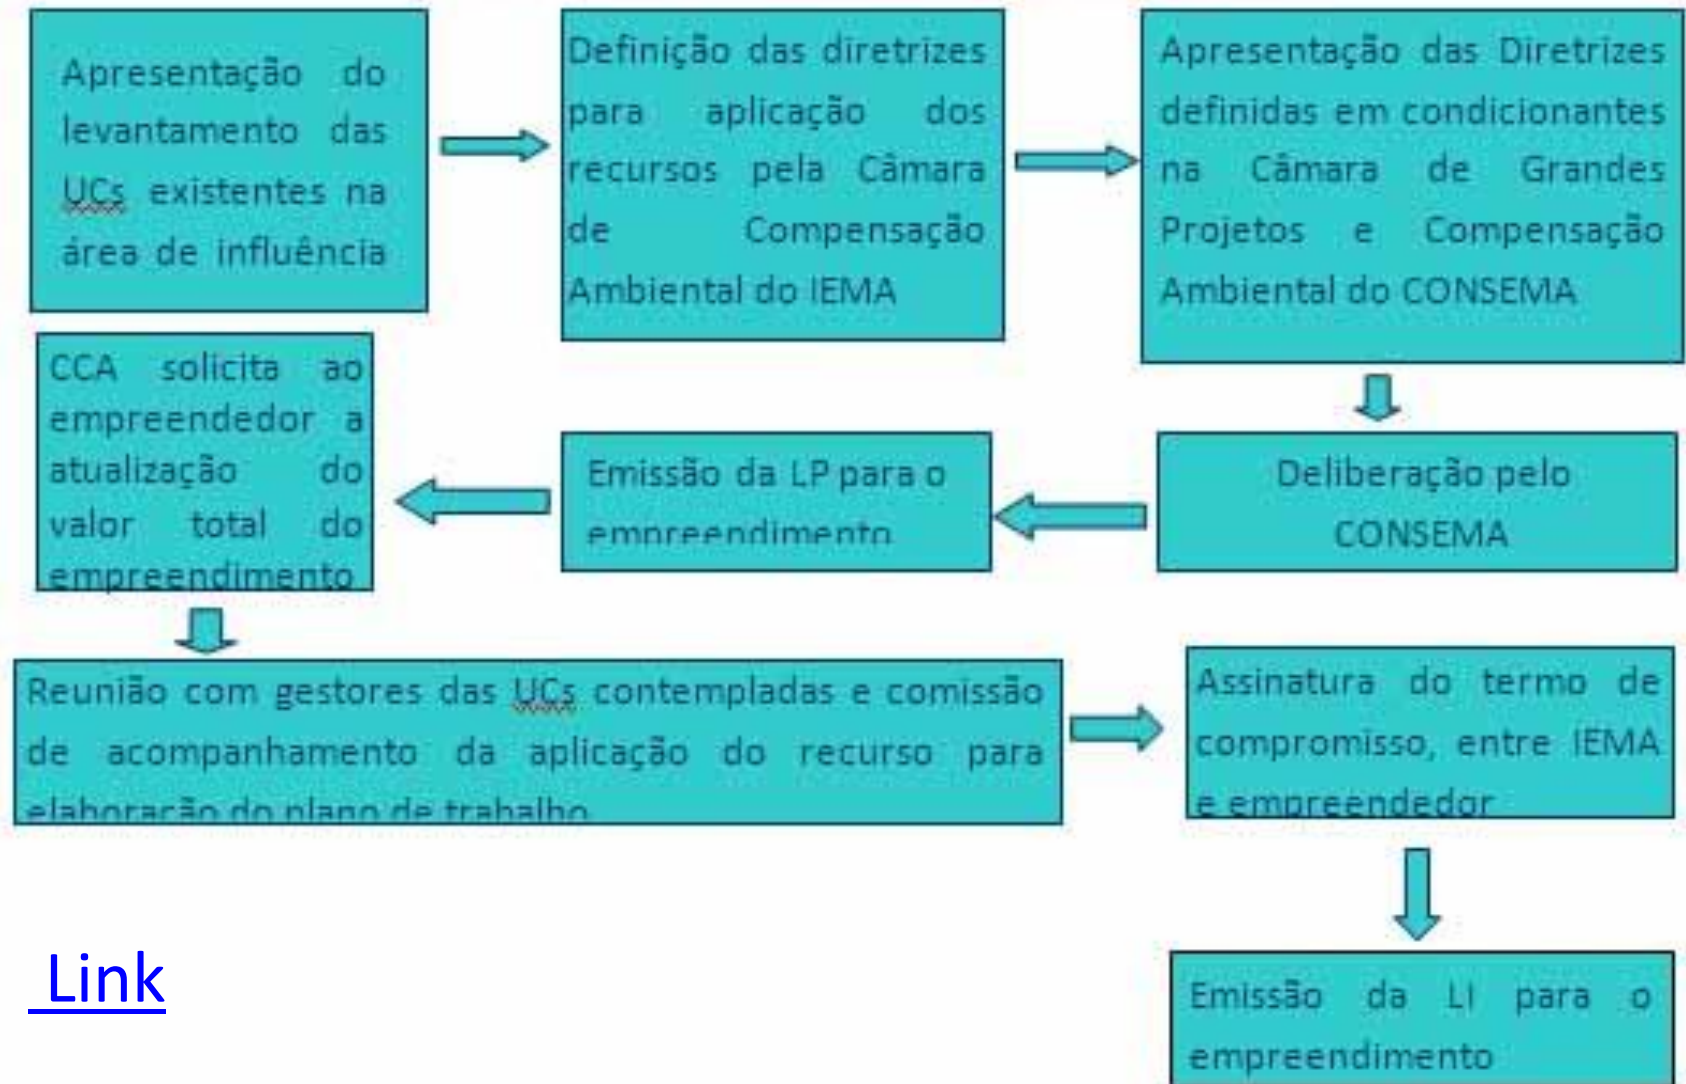 Apresentação do
levantamento das
UCs existentes na
área de influência
Definição das diretrizes
para aplicação dos
recursos pela Câmara
de Compensação
Ambiental do IEMA
Apresentação das Diretrizes
definidas em condicionantes
na Câmara de Grandes
Projetos e Compensação
Ambiental do CONSEMA
Deliberação pelo
CONSEMA
Emissão da LP para o
empreendimento
CCA solicita ao
empreendedor a
atualização do
valor total do
empreendimento
Reunião com gestores das UCs contempladas e comissão
de acompanhamento da aplicação do recurso para
elaboração do plano de trabalho
Assinatura do termo de
compromisso, entre IEMA
e empreendedor
Emissão da LI para o
empreendimento
Link